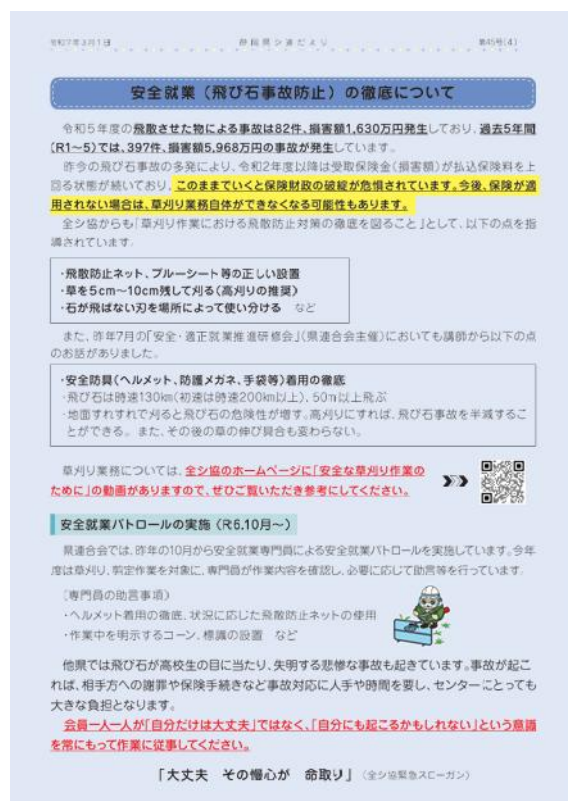 令和7年3月1日 静岡県シ連だより 第45号(4)
安全就業（飛び石事故防止）の徹底について
令和5年度の飛散させた物による事故は82件、損害額1,630万円発生しており、過去5年間
(R1～5)では、397件、損害額5,968万円の事故が発生しています。
昨今の飛び石事故の多発により、令和2年度以降は受取保険金(損害額)が払込保険料を上
回る状態が続いており、このままでいくと保険財政の破綻が危惧されています。今後、保険が適
用されない場合は、草刈り業務自体ができなくなる可能性もあります。
全シ協からも「草刈り作業における飛散防止対策の徹底を図ること」として、以下の点を指
導されています。
・飛散防止ネット、ブルーシート等の正しい設置
・草を5cm～10cm残して刈る(高刈りの推奨)
・石が飛ばない刃を場所によって使い分ける など
また、昨年7月の「安全・適正就業推進研修会」(県連合会主催)においても講師から以下の点
のお話がありました。
・安全防具(ヘルメット、防護メガネ、手袋等)着用の徹底
・飛び石は時速130km(初速は時速200km以上)、50m以上飛ぶ
・地面すれすれで刈ると飛び石の危険性が増す。高刈りにすれば、飛び石事故を半減するこ
とができる。また、その後の草の伸び具合も変わらない。
草刈り業務については、全シ協のホームページに「安全な草刈り作業の
ために」の動画がありますので、ぜひご覧いただき参考にしてください。
安全就業パトロールの実施（R6.10月～）
県連合会では、昨年の10月から安全就業専門員による安全就業パトロールを実施しています。今年
度は草刈り、剪定作業を対象に、専門員が作業内容を確認し、必要に応じて助言等を行っています。
〔専門員の助言事項〕
・ヘルメット着用の徹底、状況に応じた飛散防止ネットの使用
・作業中を明示するコーン、標識の設置 など
他県では飛び石が高校生の目に当たり、失明する悲惨な事故も起きています。事故が起こ
れば、相手方への謝罪や保険手続きなど事故対応に人手や時間を要し、センターにとっても
大きな負担となります。
会員一人一人が「自分だけは大丈夫」ではなく、「自分にも起こるかもしれない」という意識
を常にもって作業に従事してください。
「大丈夫 その慢心が 命取り」（全シ協緊急スローガン）